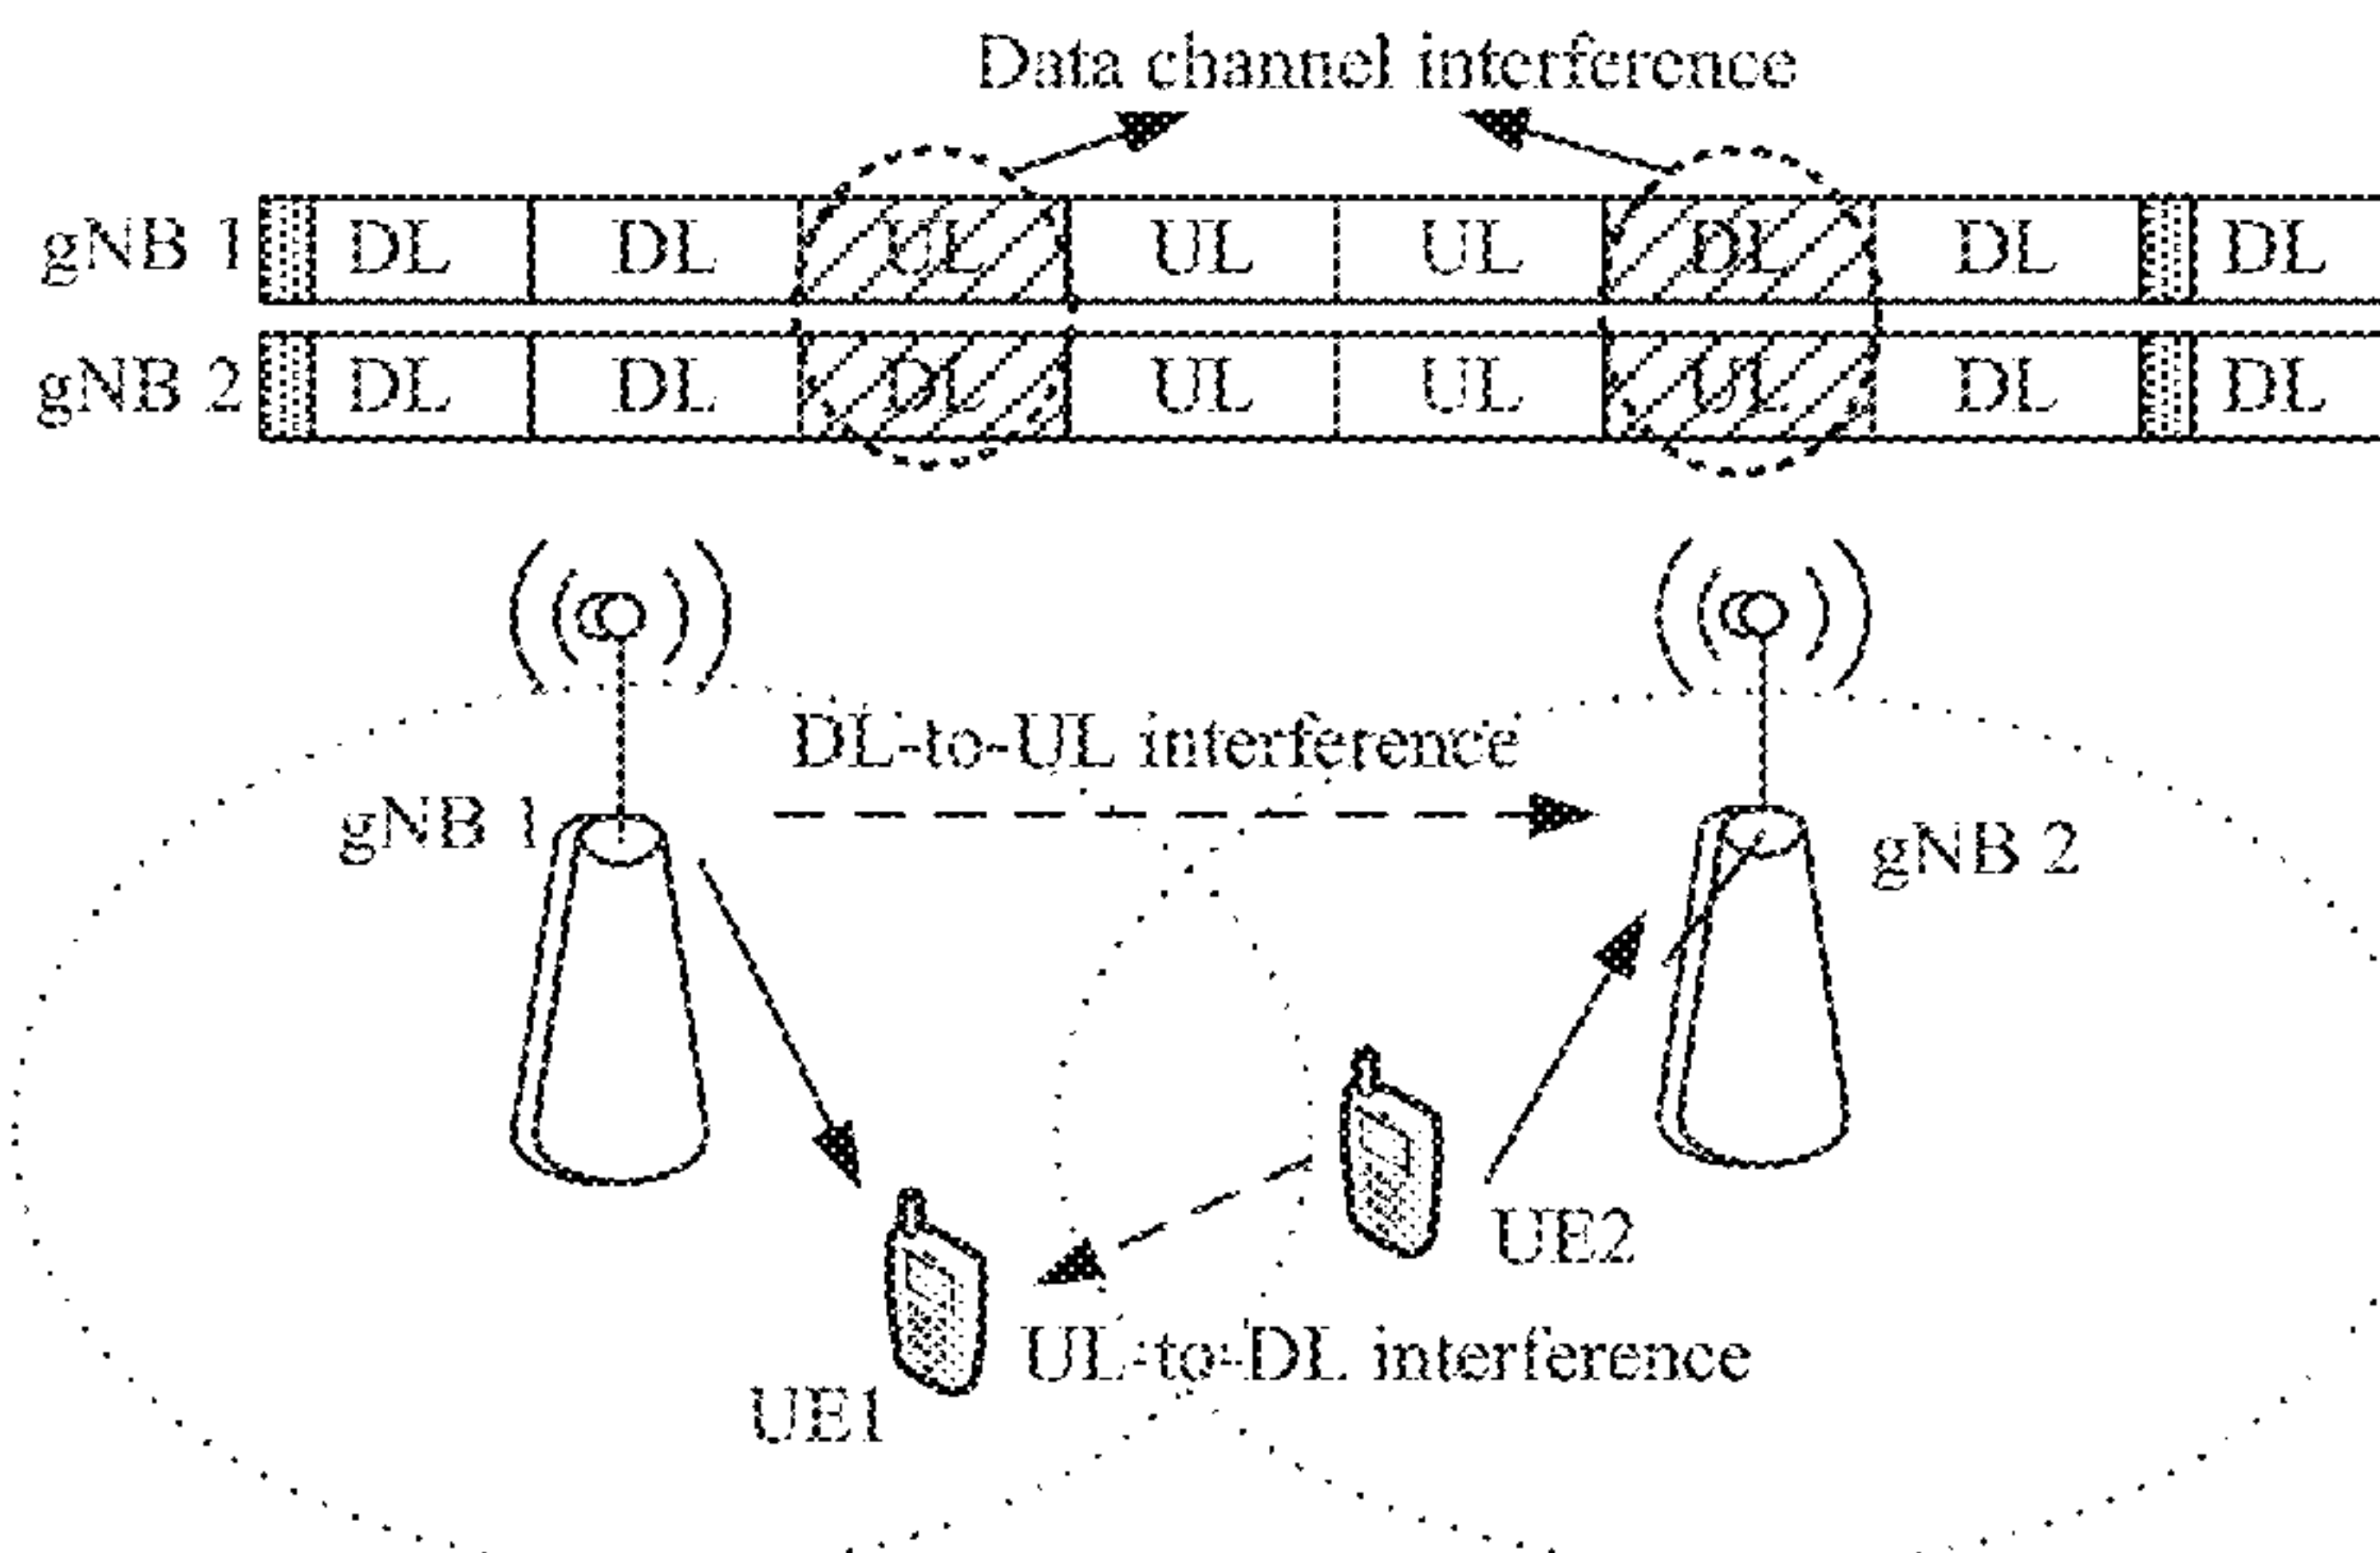 Data channel interference
gNB 1 DL DL UL UL UL DL DL DL
gNB 2 DL DL DL UL UL UL DL DL
DL-to-UL interference
gNB 1
gNB 2
UE2
UL-to-DL interference
UE1